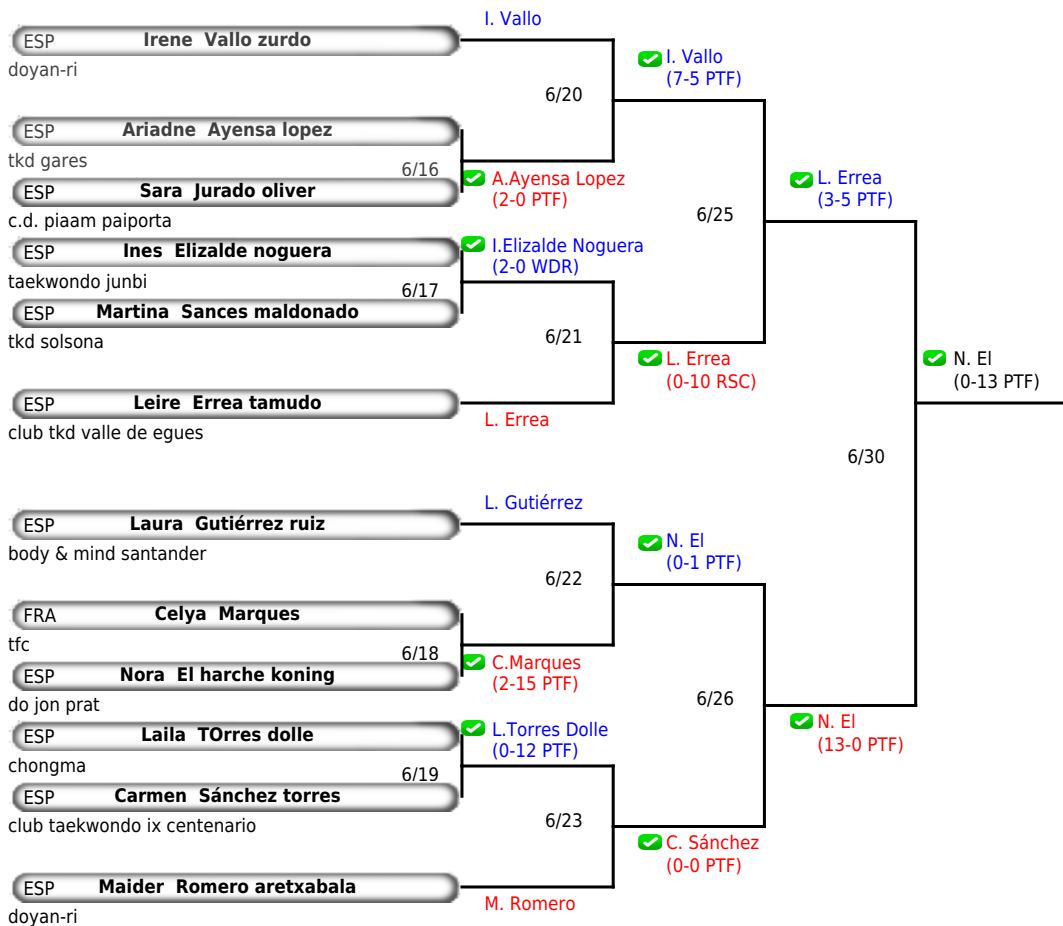 I. Vallo
ESP Irene Vallo zurdo
doyan-ri
I. Vallo
(7-5 PTF)
6/20
ESP Ariadne Ayensa lopez
tkd gares
6/16
A.Ayensa Lopez
(2-0 PTF)
ESP Sara Jurado oliver
c.d. piaam paiporta
L. Errea
(3-5 PTF)
6/25
ESP Ines Elizalde noguera
taekwondo junbi
I.Elizalde Noguera
(2-0 WDR)
6/17
ESP Martina Sances maldonado
tkd solsona
6/21
L. Errea
(0-10 RSC)
N. El
(0-13 PTF)
ESP Leire Errea tamudo
club tkd valle de egues
L. Errea
6/30
L. Gutiérrez
ESP Laura Gutiérrez ruiz
body & mind santander
N. El
(0-1 PTF)
6/22
FRA Celya Marques
tfc
6/18
C.Marques
(2-15 PTF)
ESP Nora El harche koning
do jon prat
6/26
N. El
(13-0 PTF)
ESP Laila TOrres dolle
chongma
L.Torres Dolle
(0-12 PTF)
6/19
ESP Carmen Sánchez torres
club taekwondo ix centenario
6/23
C. Sánchez
(0-0 PTF)
ESP Maider Romero aretxabala
doyan-ri
M. Romero